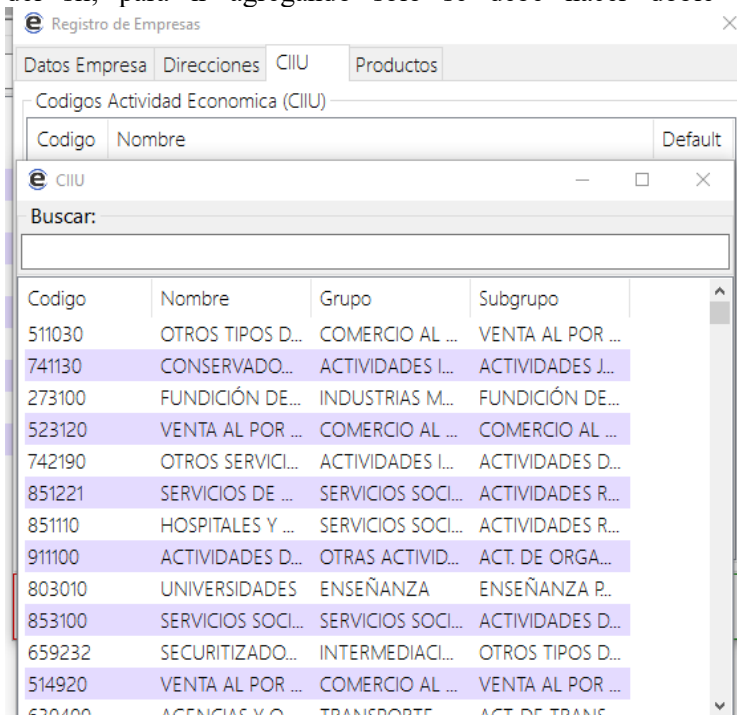 Registro de Empresas
Datos Empresa Direcciones CIIU Productos
Codigos Actividad Economica (CIIU)
Codigo Nombre Default
CIIU
Buscar:
Codigo Nombre Grupo Subgrupo
511030 OTROS TIPOS D... COMERCIO AL ... VENTA AL POR ...
741130 CONSERVADO... ACTIVIDADES I... ACTIVIDADES J...
273100 FUNDICIÓN DE... INDUSTRIAS M... FUNDICIÓN DE...
523120 VENTA AL POR ... COMERCIO AL ... COMERCIO AL ...
742190 OTROS SERVICI... ACTIVIDADES I... ACTIVIDADES D...
851221 SERVICIOS DE ... SERVICIOS SOCI... ACTIVIDADES R...
851110 HOSPITALES Y ... SERVICIOS SOCI... ACTIVIDADES R...
911100 ACTIVIDADES D... OTRAS ACTIVID... ACT. DE ORGA...
803010 UNIVERSIDADES ENSEÑANZA ENSEÑANZA P...
853100 SERVICIOS SOCI... SERVICIOS SOCI... ACTIVIDADES D...
659232 SECURITIZADO... INTERMEDIACI... OTROS TIPOS D...
514920 VENTA AL POR ... COMERCIO AL ... VENTA AL POR ...